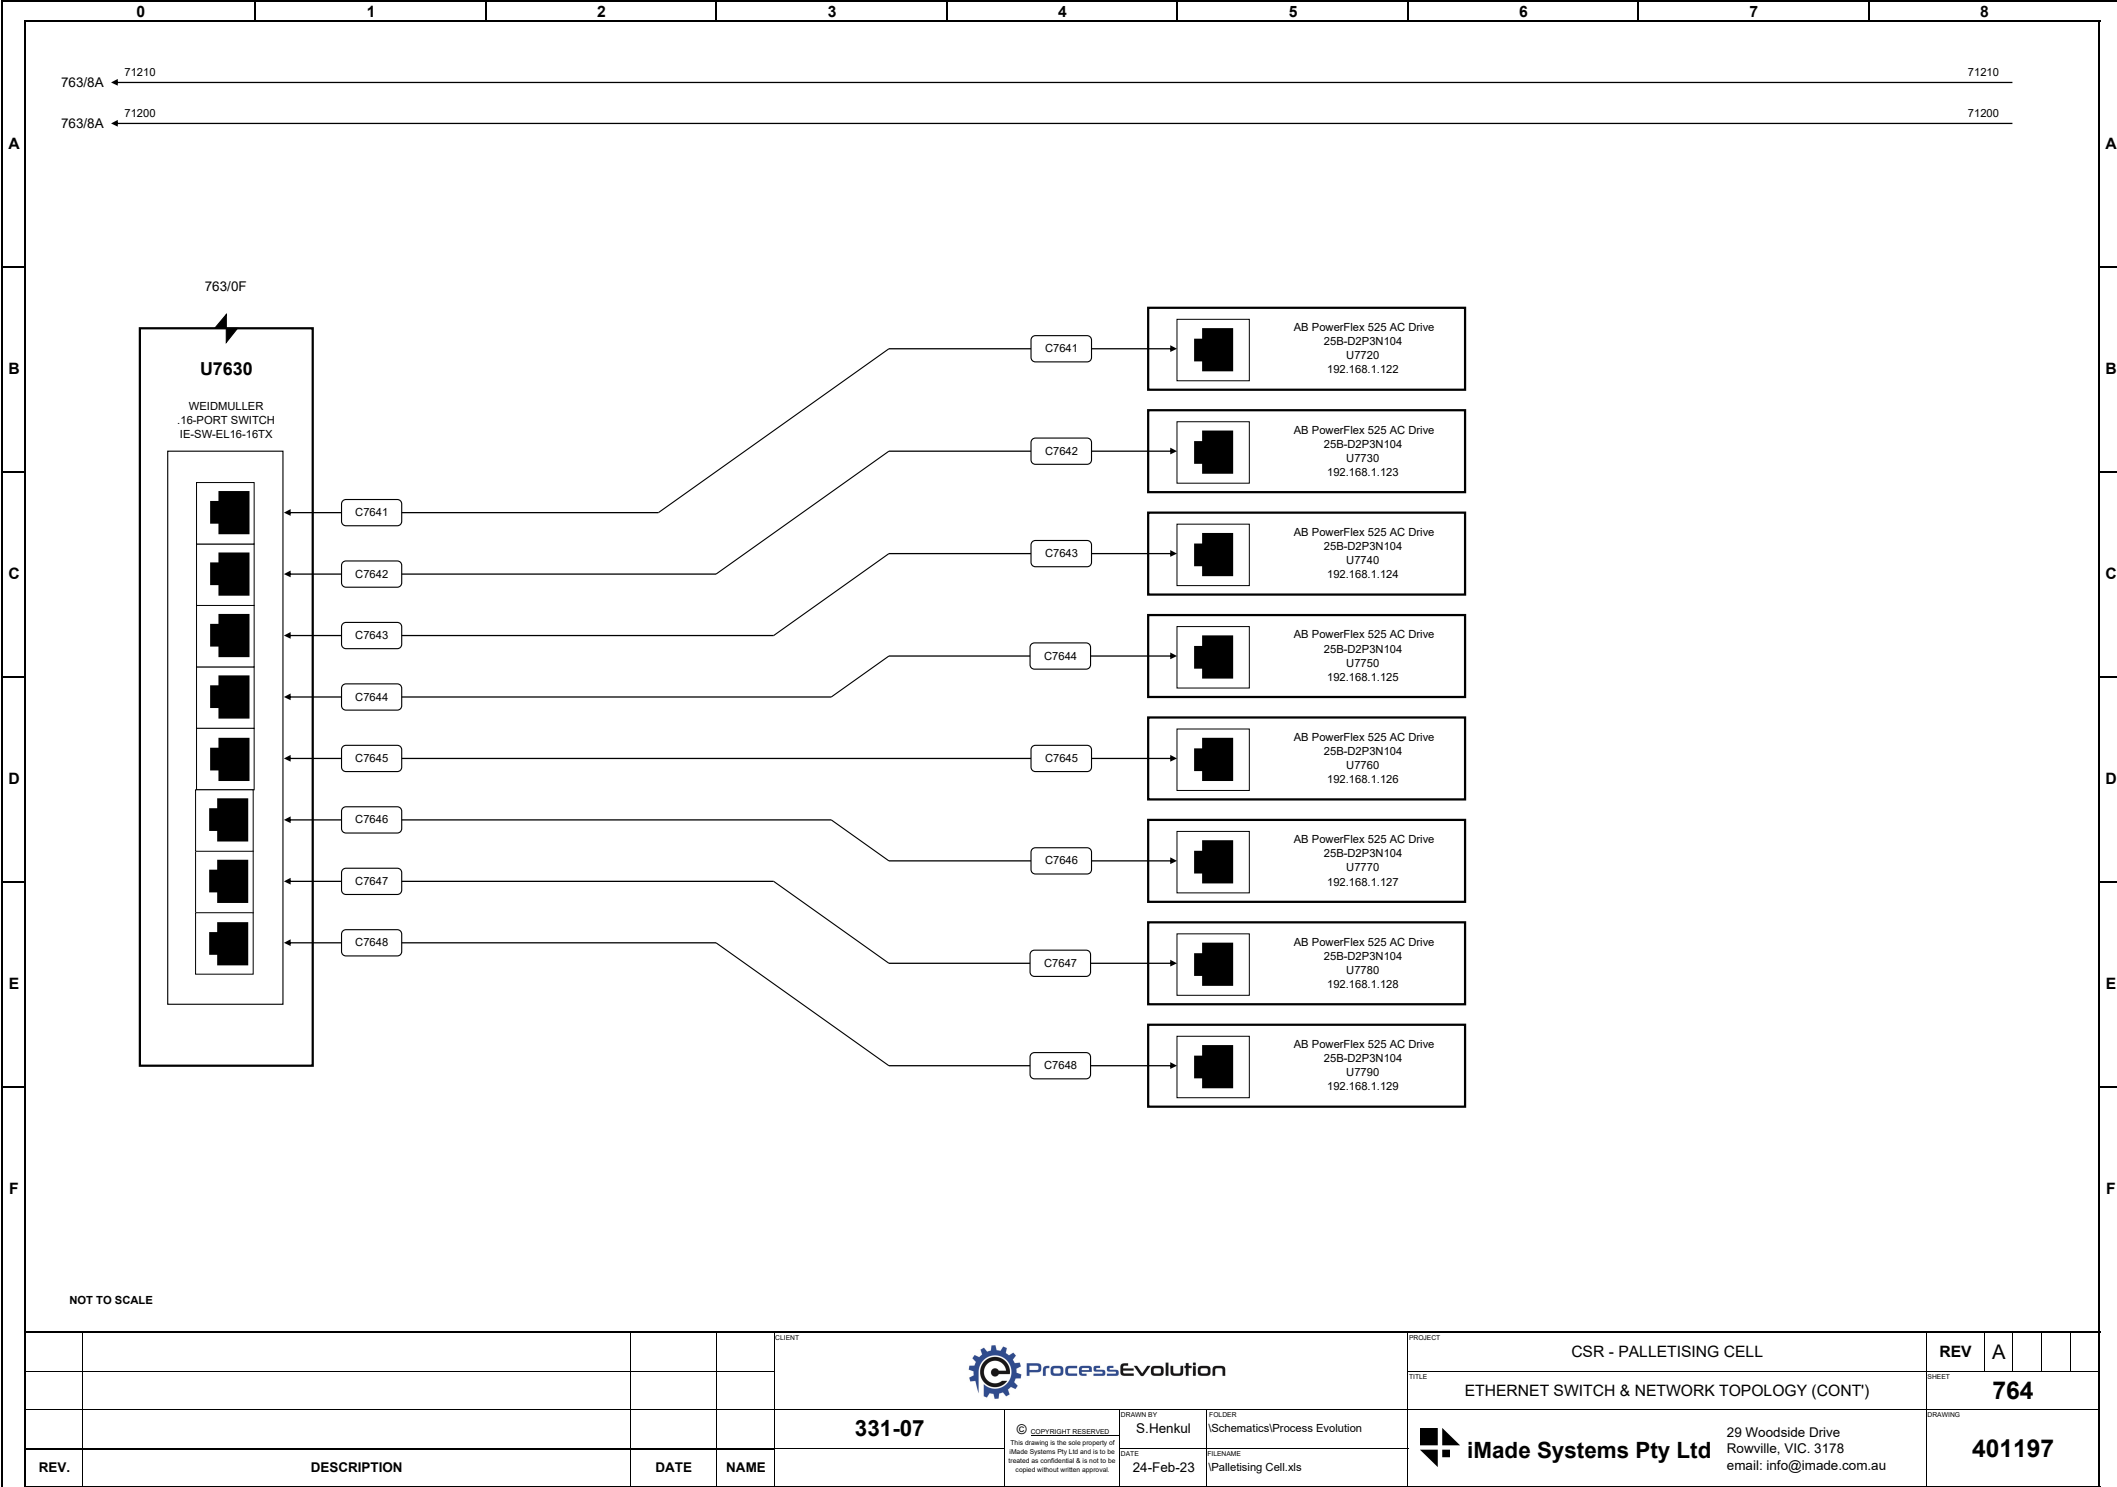 0 1 2 3 4 5 6 7 8
763/8A 71210 71210
763/8A 71200 71200
A A
763/0F
B B
U7630
WEIDMULLER
.16-PORT SWITCH
IE-SW-EL16-16TX
C7641 C7641
AB PowerFlex 525 AC Drive
25B-D2P3N104
U7720
192.168.1.122
C7642 C7642
AB PowerFlex 525 AC Drive
25B-D2P3N104
U7730
192.168.1.123
C C
C7643 C7643
AB PowerFlex 525 AC Drive
25B-D2P3N104
U7740
192.168.1.124
C7644 C7644
AB PowerFlex 525 AC Drive
25B-D2P3N104
U7750
192.168.1.125
D D
C7645 C7645
AB PowerFlex 525 AC Drive
25B-D2P3N104
U7760
192.168.1.126
C7646 C7646
AB PowerFlex 525 AC Drive
25B-D2P3N104
U7770
192.168.1.127
E E
C7647 C7647
AB PowerFlex 525 AC Drive
25B-D2P3N104
U7780
192.168.1.128
C7648 C7648
AB PowerFlex 525 AC Drive
25B-D2P3N104
U7790
192.168.1.129
F F
NOT TO SCALE
REV. DESCRIPTION DATE NAME
CLIENT
e ProcessEvolution
331-07
© COPYRIGHT RESERVED
This drawing is the sole property of
iMade Systems Pty Ltd and is to be
treated as confidential & is not to be
copied without written approval.
DRAWN BY
S.Henkul
DATE
24-Feb-23
FOLDER
\Schematics\Process Evolution
FILENAME
\Palletising Cell.xls
PROJECT
CSR - PALLETISING CELL
TITLE
ETHERNET SWITCH & NETWORK TOPOLOGY (CONT')
iMade Systems Pty Ltd
29 Woodside Drive
Rowville, VIC. 3178
email: info@imade.com.au
REV A
SHEET
764
DRAWING
401197